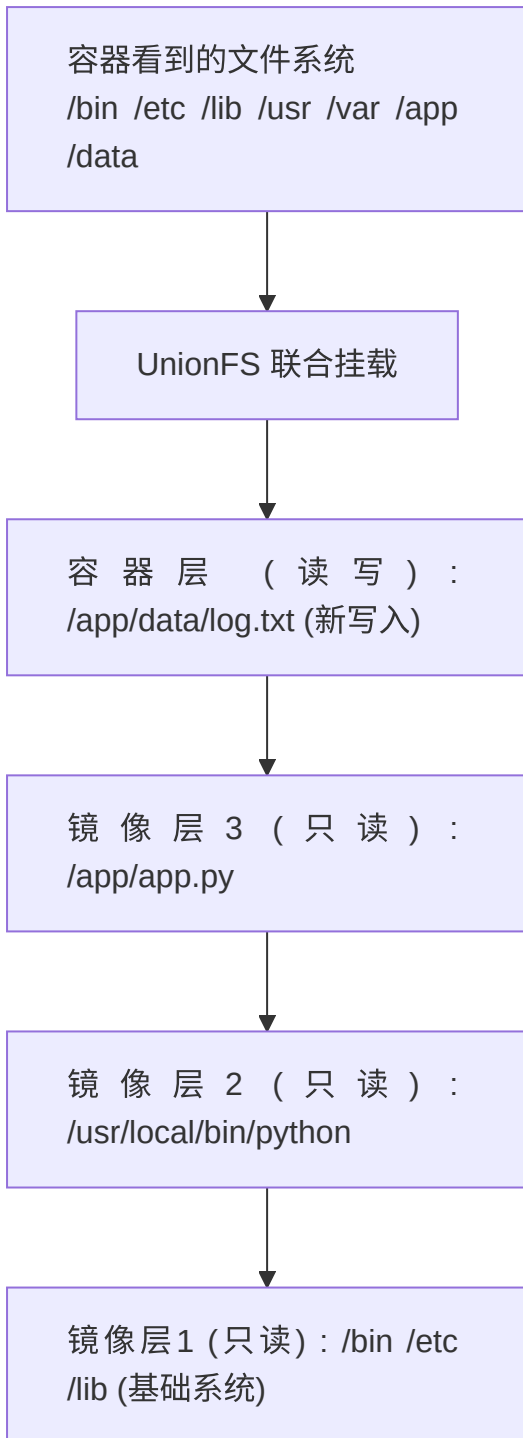 容器看到的文件系统
/bin /etc /lib /usr /var /app
/data
UnionFS 联合挂载
容器层 (读写):
/app/data/log.txt (新写入)
镜像层3 (只读):
/app/app.py
镜像层2 (只读):
/usr/local/bin/python
镜像层1 (只读): /bin /etc
/lib (基础系统)